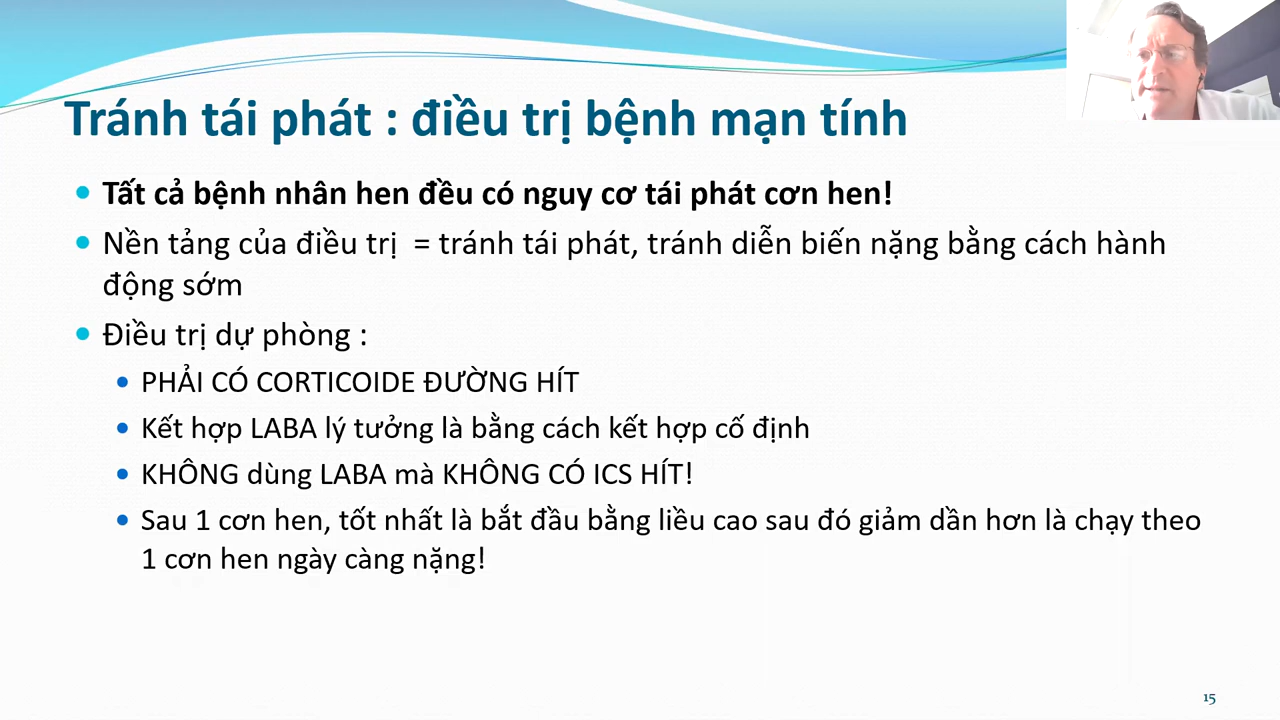 Tránh tái phát : điều trị bệnh mạn tính
Tất cả bệnh nhân hen đều có nguy cơ tái phát cơn hen!
Nền tảng của điều trị = tránh tái phát, tránh diễn biến nặng bằng cách hành
động sớm
Điều trị dự phòng :
PHẢI CÓ CORTICOIDE ĐƯỜNG HÍT
Kết hợp LABA lý tưởng là bằng cách kết hợp cố định
KHÔNG dùng LABA mà KHÔNG CÓ ICS HÍT!
Sau 1 cơn hen, tốt nhất là bắt đầu bằng liều cao sau đó giảm dần hơn là chạy theo
1 cơn hen ngày càng nặng!
15